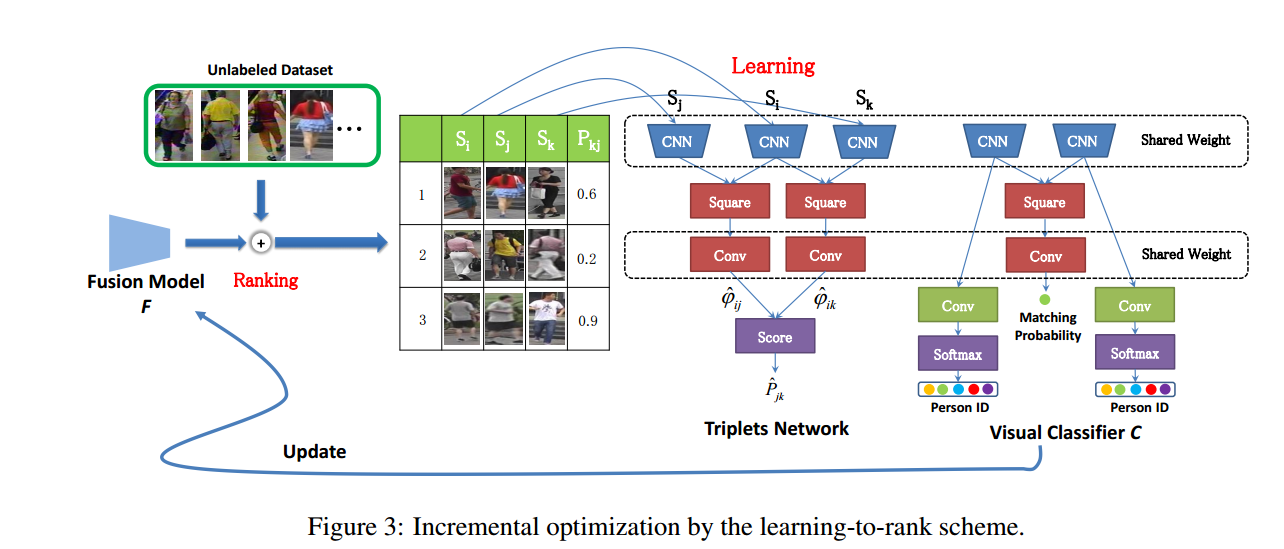 Unlabeled Dataset
...
Fusion Model
F
+
Ranking
Si Sj Sk Pkj
1 0.6
2 0.2
3 0.9
Learning
Sj Si Sk
CNN CNN CNN CNN CNN Shared Weight
Square Square Square
Conv Conv Conv Shared Weight
φ̂ij φ̂ik
Conv Matching Probability Conv
Score
Softmax Softmax
P̂jk
Person ID Person ID
Triplets Network Visual Classifier C
Update
Figure 3: Incremental optimization by the learning-to-rank scheme.